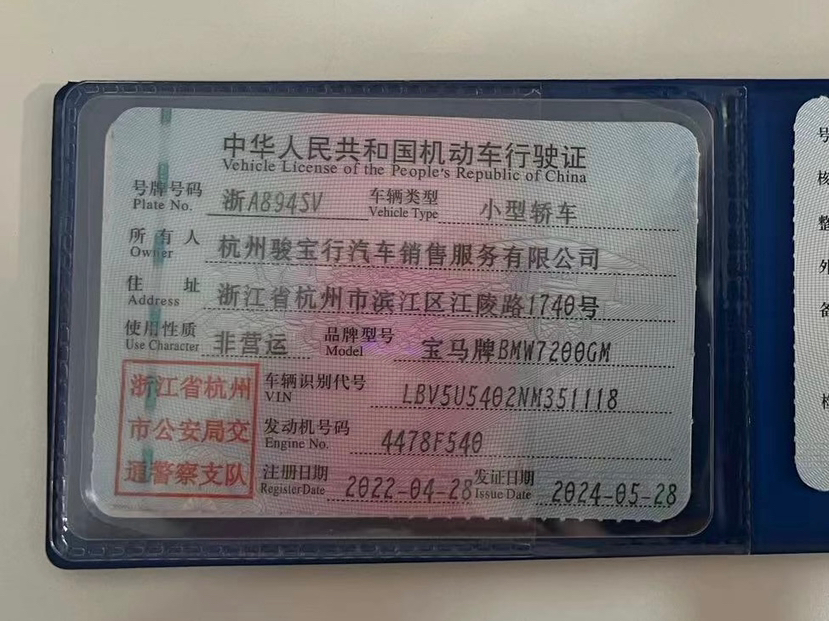 中华人民共和国机动车行驶证
Vehicle License of the People's Republic of China
号牌号码 浙A894SV 车辆类型 小型轿车
Plate No. Vehicle Type
所有人 杭州骏宝行汽车销售服务有限公司
Owner
住址 浙江省杭州市滨江区江陵路1740号
Address
使用性质 非营运 品牌型号 宝马牌BMW7200GM
Use Character Model
浙江省杭州
市公安局交
通警察支队
车辆识别代号 LBV5U5402NM351118
VIN
发动机号码 4478F540
Engine No.
注册日期 2022-04-28 发证日期 2024-05-28
Register Date Issue Date
号
核
整
外
备
检